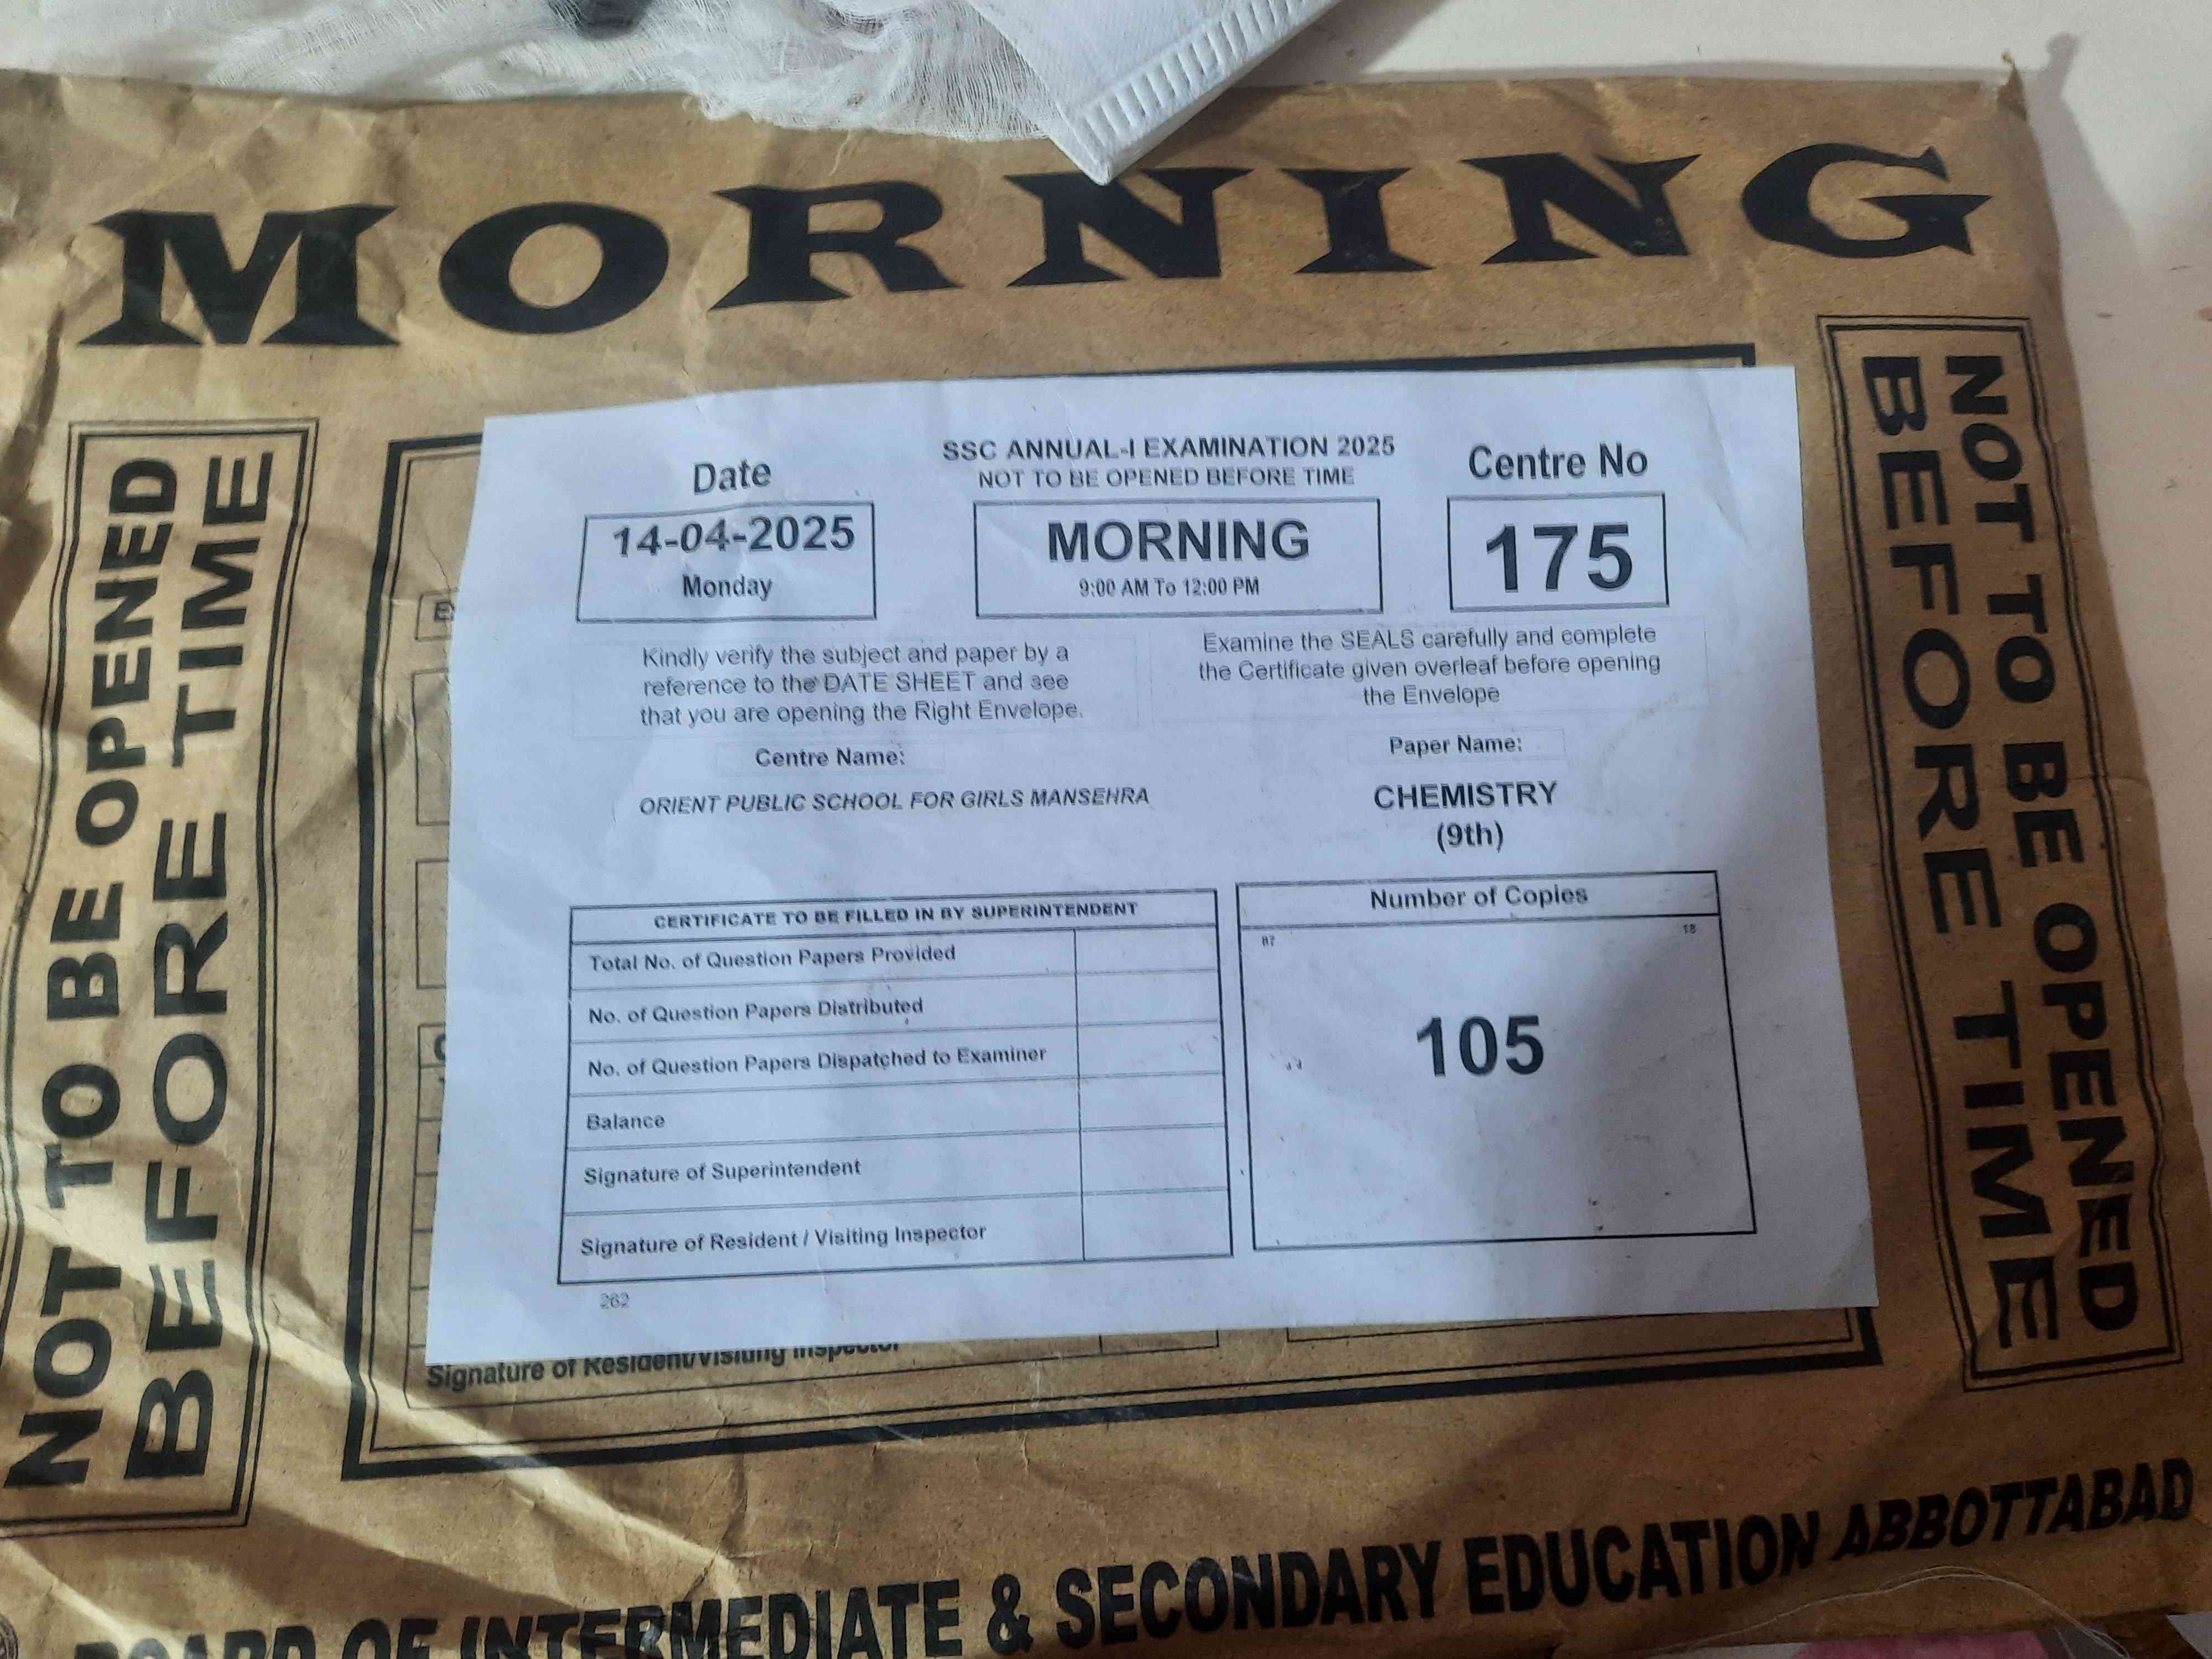 MORNING
NOT TO BE OPENED
BEFORE TIME
SSC ANNUAL-I EXAMINATION 2025
NOT TO BE OPENED BEFORE TIME
Date
14-04-2025
Monday
MORNING
9:00 AM To 12:00 PM
Centre No
175
Kindly verify the subject and paper by a
reference to the DATE SHEET and see
that you are opening the Right Envelope.
Examine the SEALS carefully and complete
the Certificate given overleaf before opening
the Envelope
Centre Name:
ORIENT PUBLIC SCHOOL FOR GIRLS MANSEHRA
Paper Name:
CHEMISTRY
(9th)
CERTIFICATE TO BE FILLED IN BY SUPERINTENDENT
Total No. of Question Papers Provided
No. of Question Papers Distributed
No. of Question Papers Dispatched to Examiner
Balance
Signature of Superintendent
Signature of Resident / Visiting Inspector
262
Number of Copies
87 18
105
Signature of Resident/Visiting Inspector
NOT TO BE OPENED
BEFORE TIME
BOARD OF INTERMEDIATE & SECONDARY EDUCATION ABBOTTABAD